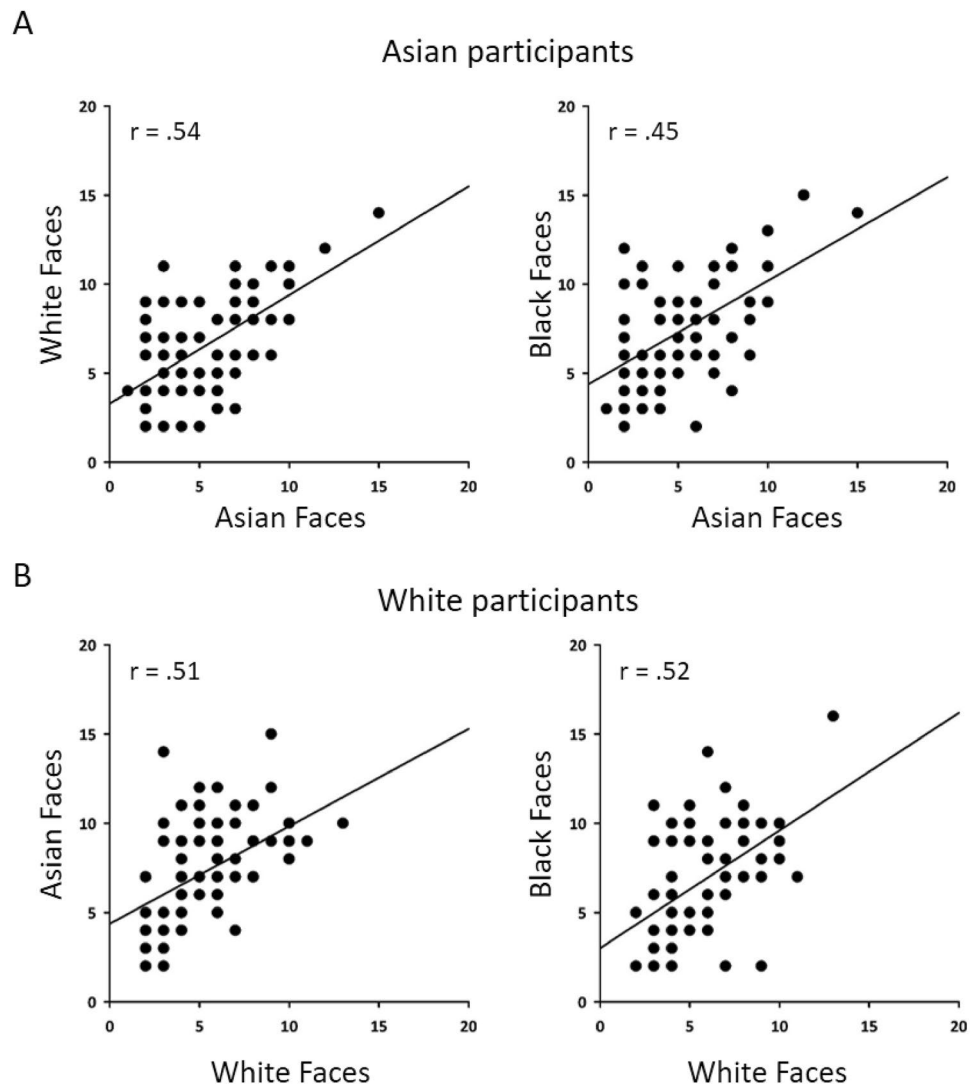 A
Asian participants
r = .54
20
15
10
5
0
White Faces
0 5 10 15 20
Asian Faces
r = .45
20
15
10
5
0
Black Faces
0 5 10 15 20
Asian Faces
B
White participants
r = .51
20
15
10
5
0
Asian Faces
0 5 10 15 20
White Faces
r = .52
20
15
10
5
0
Black Faces
0 5 10 15 20
White Faces